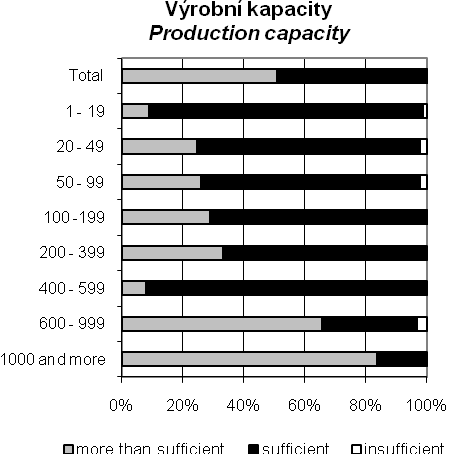 Výrobní kapacity
Production capacity
Total
1 - 19
20 - 49
50 - 99
100 -199
200 - 399
400 - 599
600 - 999
1000 and more
0% 20% 40% 60% 80% 100%
more than sufficient sufficient insufficient